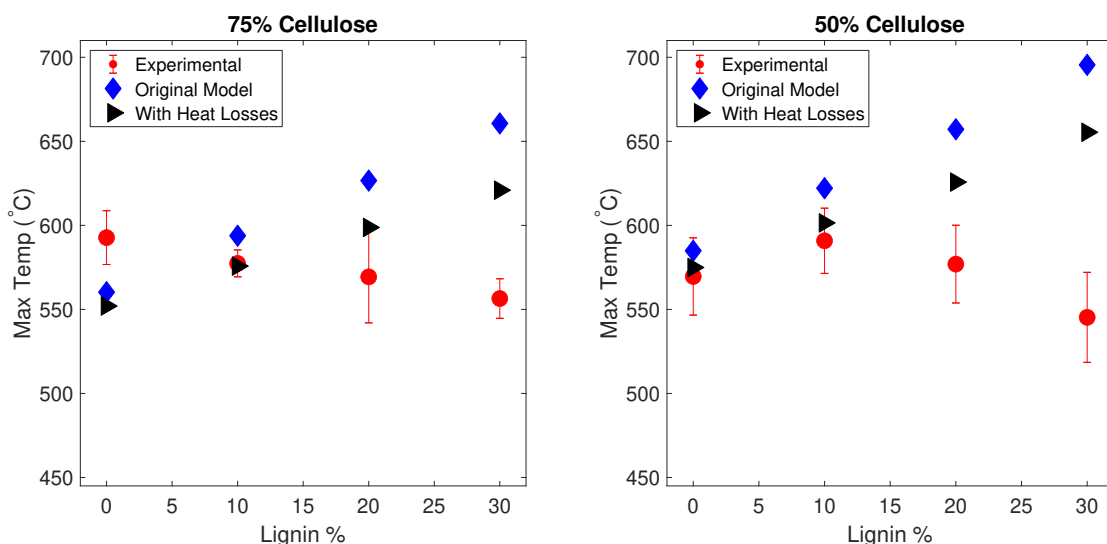 75% Cellulose
700
650
600
550
500
450
Max Temp (°C)
0 5 10 15 20 25 30
Lignin %
Experimental
Original Model
With Heat Losses
50% Cellulose
700
650
600
550
500
450
Max Temp (°C)
0 5 10 15 20 25 30
Lignin %
Experimental
Original Model
With Heat Losses